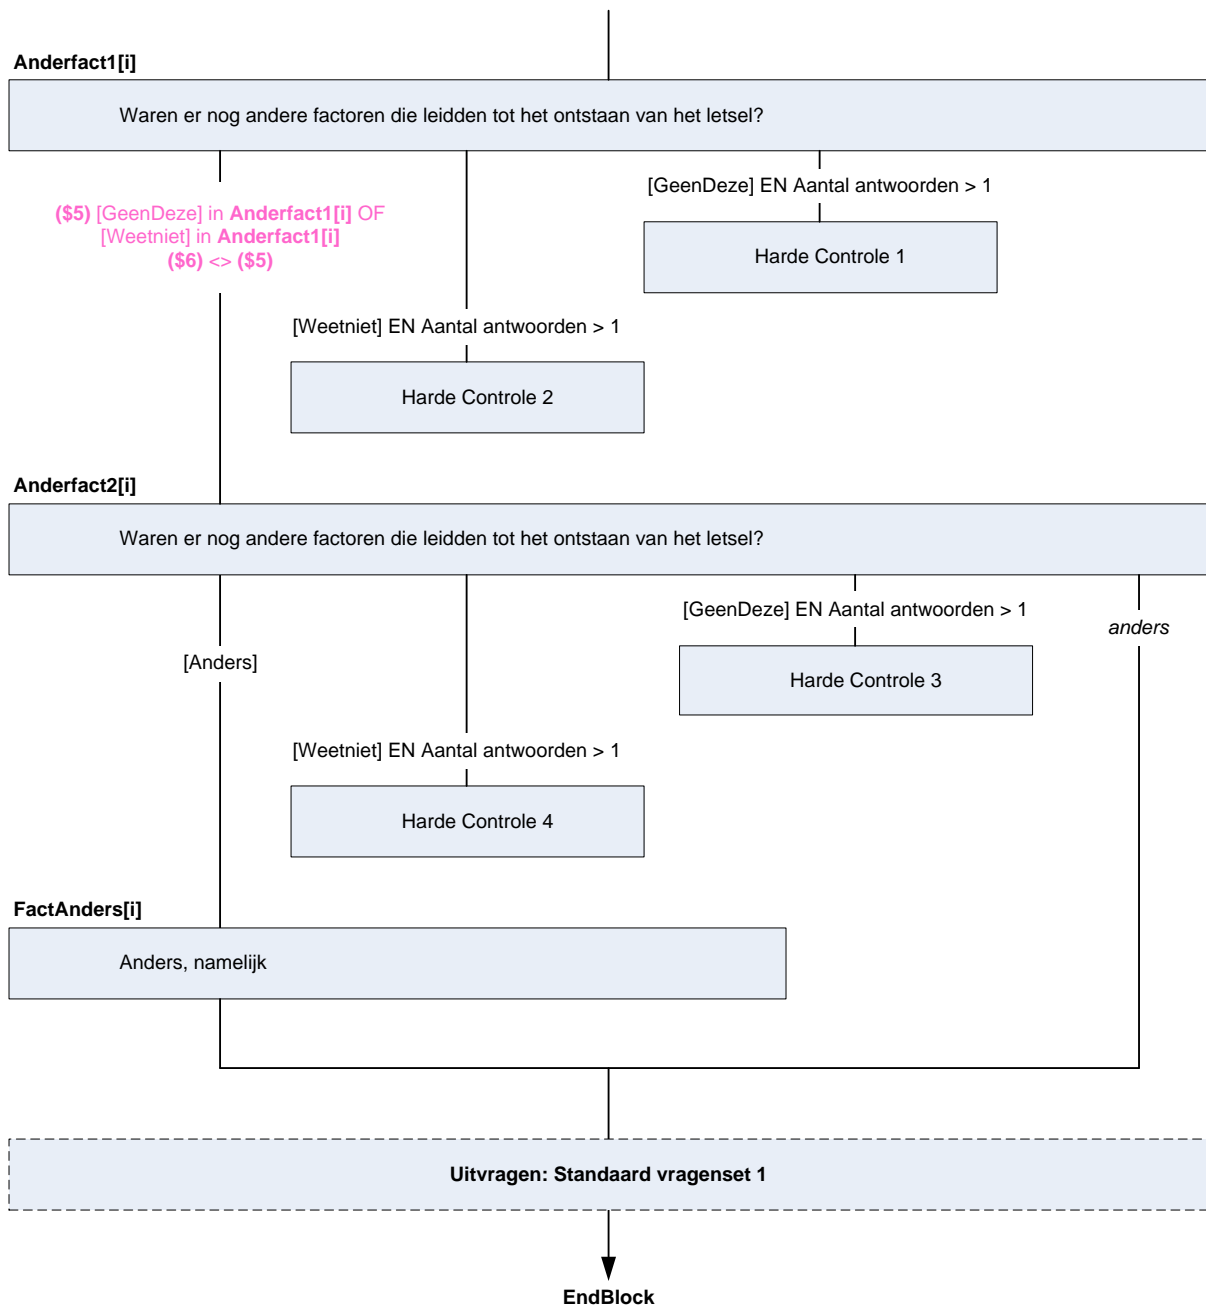 Anderfact1[i]
Waren er nog andere factoren die leidden tot het ontstaan van het letsel?
[GeenDeze] EN Aantal antwoorden > 1
($5) [GeenDeze] in Anderfact1[i] OF
[Weetniet] in Anderfact1[i]
($6) <> ($5)
Harde Controle 1
[Weetniet] EN Aantal antwoorden > 1
Harde Controle 2
Anderfact2[i]
Waren er nog andere factoren die leidden tot het ontstaan van het letsel?
[GeenDeze] EN Aantal antwoorden > 1
anders
[Anders]
Harde Controle 3
[Weetniet] EN Aantal antwoorden > 1
Harde Controle 4
FactAnders[i]
Anders, namelijk
Uitvragen: Standaard vragenset 1
EndBlock